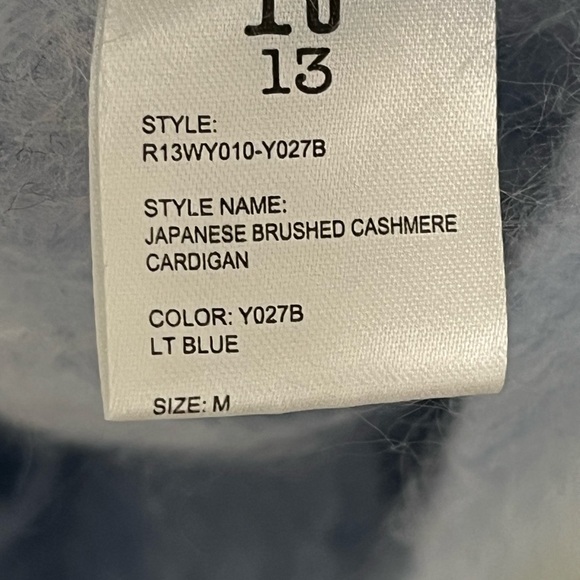 13
STYLE:
R13WY010-Y027B
STYLE NAME:
JAPANESE BRUSHED CASHMERE
CARDIGAN
COLOR: Y027B
LT BLUE
SIZE: M